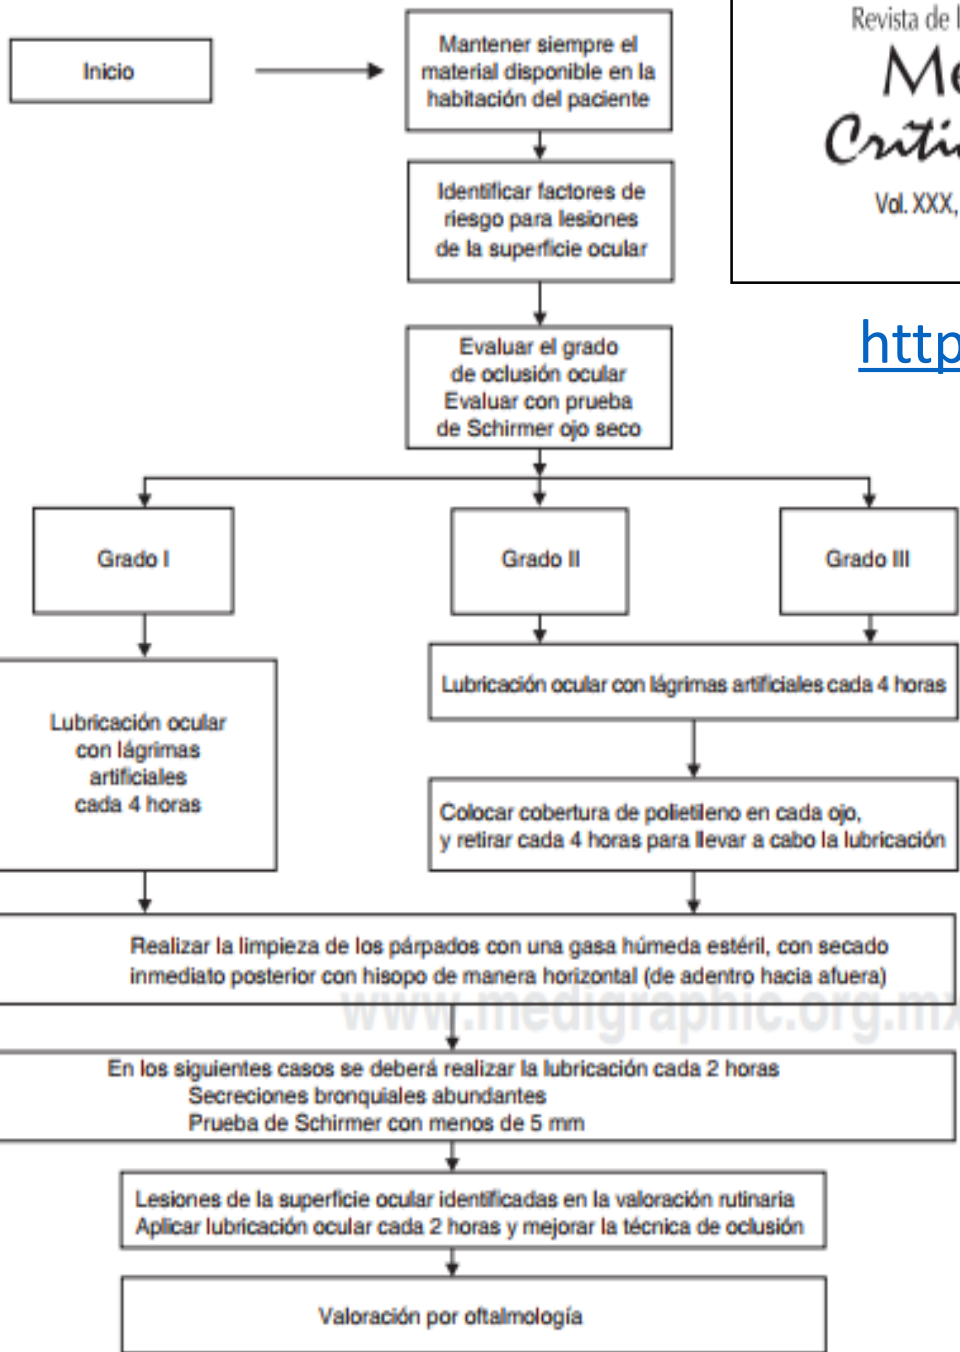 Inicio
Mantener siempre el
material disponible en la
habitación del paciente
Revista de
Vol. XXX,
Identificar factores de
riesgo para lesiones
de la superficie ocular
http
Evaluar el grado
de oclusión ocular
Evaluar con prueba
de Schirmer ojo seco
Grado I
Grado II
Grado III
Lubricación ocular
con lágrimas
artificiales
cada 4 horas
Lubricación ocular con lágrimas artificiales cada 4 horas
Colocar cobertura de polietileno en cada ojo,
y retirar cada 4 horas para llevar a cabo la lubricación
Realizar la limpieza de los párpados con una gasa húmeda estéril, con secado
inmediato posterior con hisopo de manera horizontal (de adentro hacia afuera)
www.medigraphic.org.mx
En los siguientes casos se deberá realizar la lubricación cada 2 horas
Secreciones bronquiales abundantes
Prueba de Schirmer con menos de 5 mm
Lesiones de la superficie ocular identificadas en la valoración rutinaria
Aplicar lubricación ocular cada 2 horas y mejorar la técnica de oclusión
Valoración por oftalmología